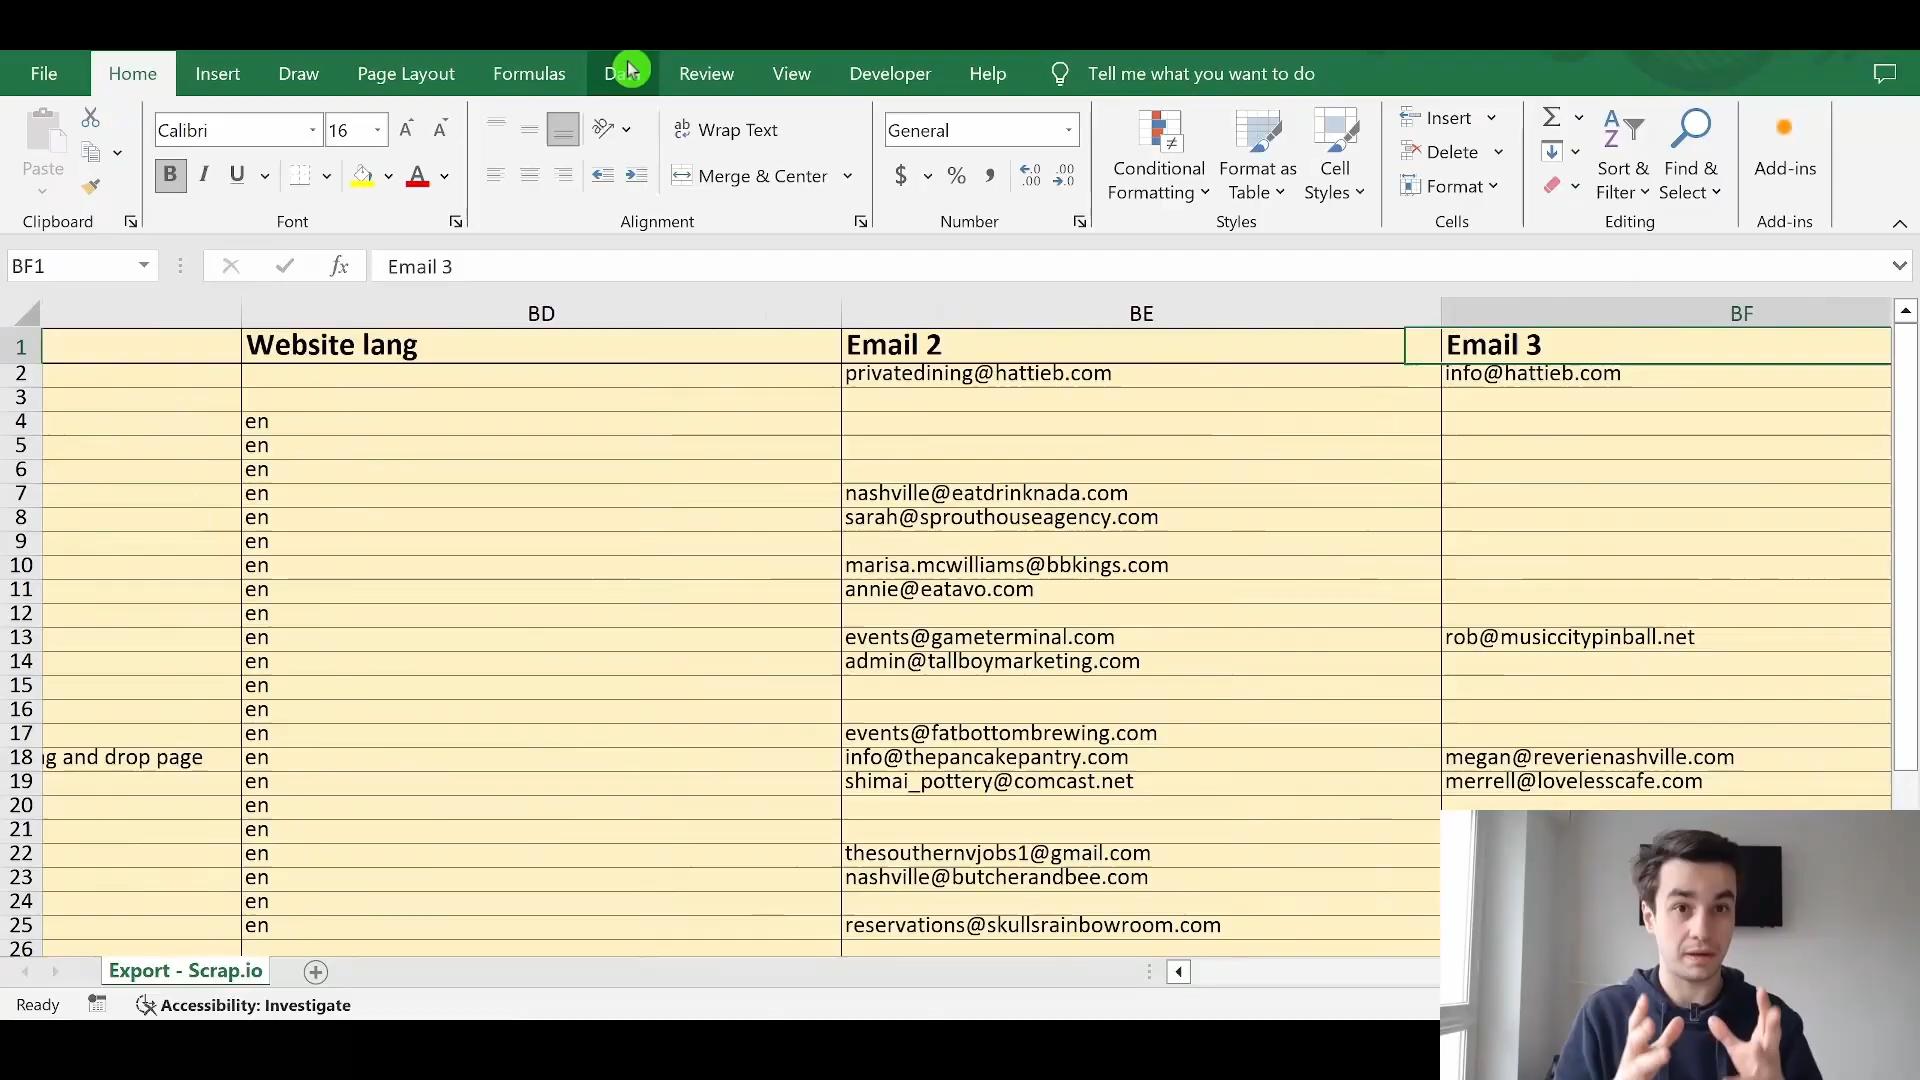 File Home Insert Draw Page Layout Formulas Review View Developer Help Tell me what you want to do
Paste
Clipboard
Calibri 16
B I U A
Font
Wrap Text
Merge & Center
Alignment
General
$ % ,
Number
Conditional Formatting
Format as Table
Cell Styles
Styles
Insert
Delete
Format
Cells
Sort & Filter
Find & Select
Editing
Add-ins
Add-ins
BF1 fx Email 3
BD BE BF
1 Website lang Email 2 Email 3
2 privatedining@hattieb.com info@hattieb.com
3
4 en
5 en
6 en
7 en nashville@eatdrinknada.com
8 en sarah@sprouthouseagency.com
9 en
10 en marisa.mcwilliams@bbkings.com
11 en annie@eatavo.com
12 en
13 en events@gameterminal.com rob@musiccitypinball.net
14 en admin@tallboymarketing.com
15 en
16 en
17 en events@fatbottombrewing.com
18 g and drop page en info@thepancakepantry.com megan@reverienashville.com
19 en shimai_pottery@comcast.net merrell@lovelesscafe.com
20 en
21 en
22 en thesouthernvjobs1@gmail.com
23 en nashville@butcherandbee.com
24 en
25 en reservations@skullsrainbowroom.com
26
Export - Scrap.io
Ready Accessibility: Investigate